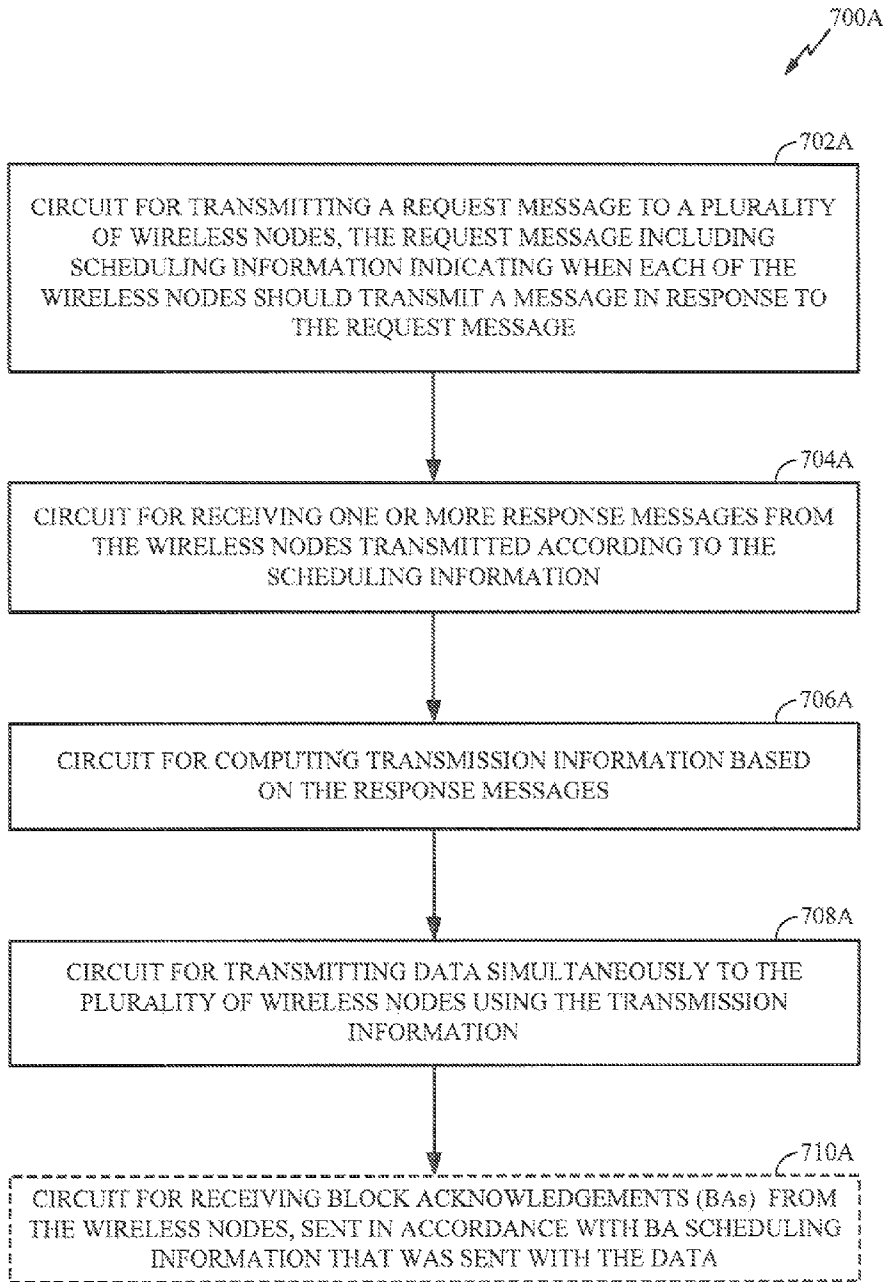 700A
702A
CIRCUIT FOR TRANSMITTING A REQUEST MESSAGE TO A PLURALITY
OF WIRELESS NODES, THE REQUEST MESSAGE INCLUDING
SCHEDULING INFORMATION INDICATING WHEN EACH OF THE
WIRELESS NODES SHOULD TRANSMIT A MESSAGE IN RESPONSE TO
THE REQUEST MESSAGE
704A
CIRCUIT FOR RECEIVING ONE OR MORE RESPONSE MESSAGES FROM
THE WIRELESS NODES TRANSMITTED ACCORDING TO THE
SCHEDULING INFORMATION
706A
CIRCUIT FOR COMPUTING TRANSMISSION INFORMATION BASED
ON THE RESPONSE MESSAGES
708A
CIRCUIT FOR TRANSMITTING DATA SIMULTANEOUSLY TO THE
PLURALITY OF WIRELESS NODES USING THE TRANSMISSION
INFORMATION
710A
CIRCUIT FOR RECEIVING BLOCK ACKNOWLEDGEMENTS (BAs) FROM
THE WIRELESS NODES, SENT IN ACCORDANCE WITH BA SCHEDULING
INFORMATION THAT WAS SENT WITH THE DATA